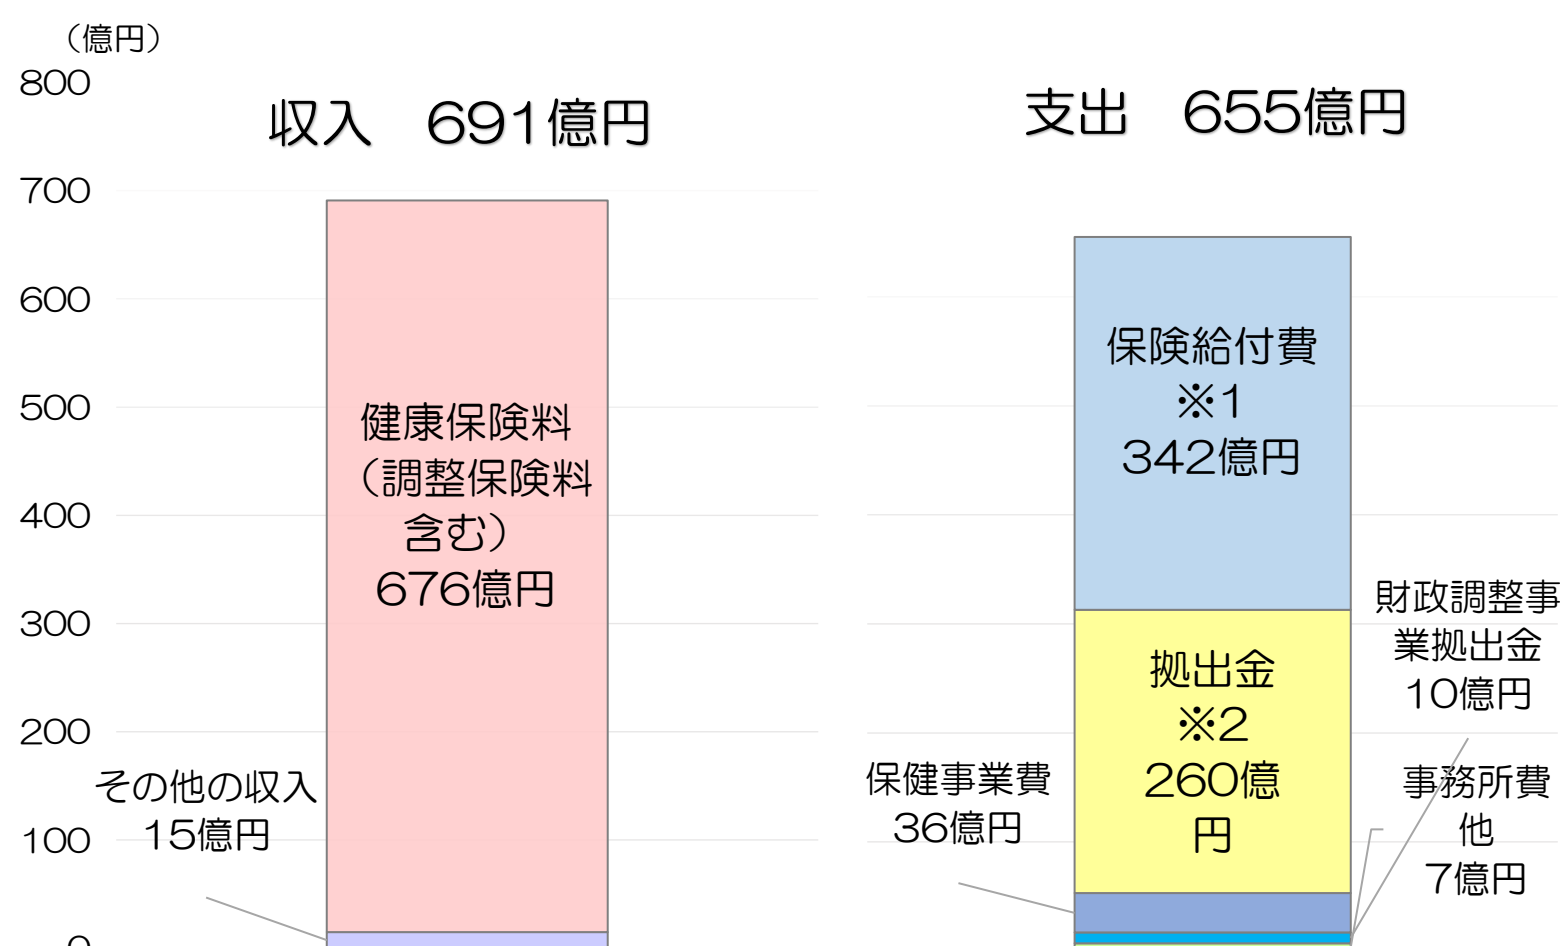 （億円）
800
700
600
500
400
300
200
100
0
収入　691億円
健康保険料
（調整保険料
含む）
676億円
その他の収入
15億円
支出　655億円
保険給付費
※1
342億円
拠出金
※2
260億
円
保健事業費
36億円
財政調整事
業拠出金
10億円
事務所費
他
7億円